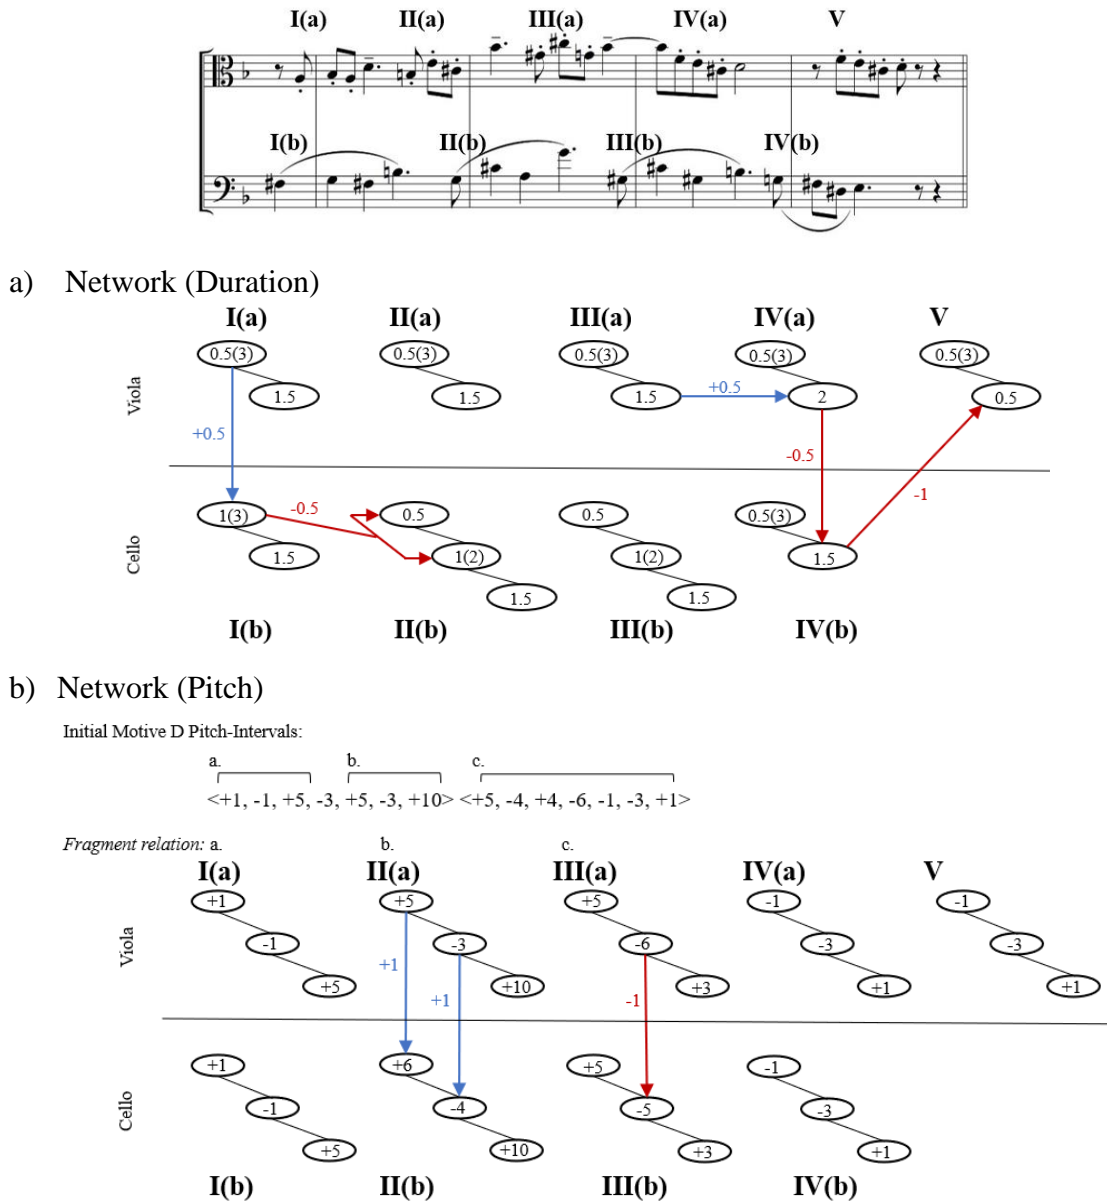 I(a) II(a) III(a) IV(a) V
I(b) II(b) III(b) IV(b)
a) Network (Duration)
I(a) II(a) III(a) IV(a) V
Viola
0.5(3) 0.5(3) 0.5(3) 0.5(3) 0.5(3)
+0.5
1.5 1.5 1.5 2 0.5
+0.5 -0.5
-1
Cello
1(3) -0.5 0.5 0.5 0.5(3)
1.5 1(2) 1(2) 1.5
1.5 1.5
I(b) II(b) III(b) IV(b)
b) Network (Pitch)
Initial Motive D Pitch-Intervals:
a. b. c.
<+1, -1, +5, -3, +5, -3, +10> <+5, -4, +4, -6, -1, -3, +1>
Fragment relation: a. b. c.
I(a) II(a) III(a) IV(a) V
Viola
+1 +5 +5 -1 -1
-1 -3 -6 -3 -3
+1
+5 +10 +3 +1 +1
+1 -1
Cello
+1 +6 +5 -1
-1 -4 -5 -3
+5 +10 +3 +1
I(b) II(b) III(b) IV(b)